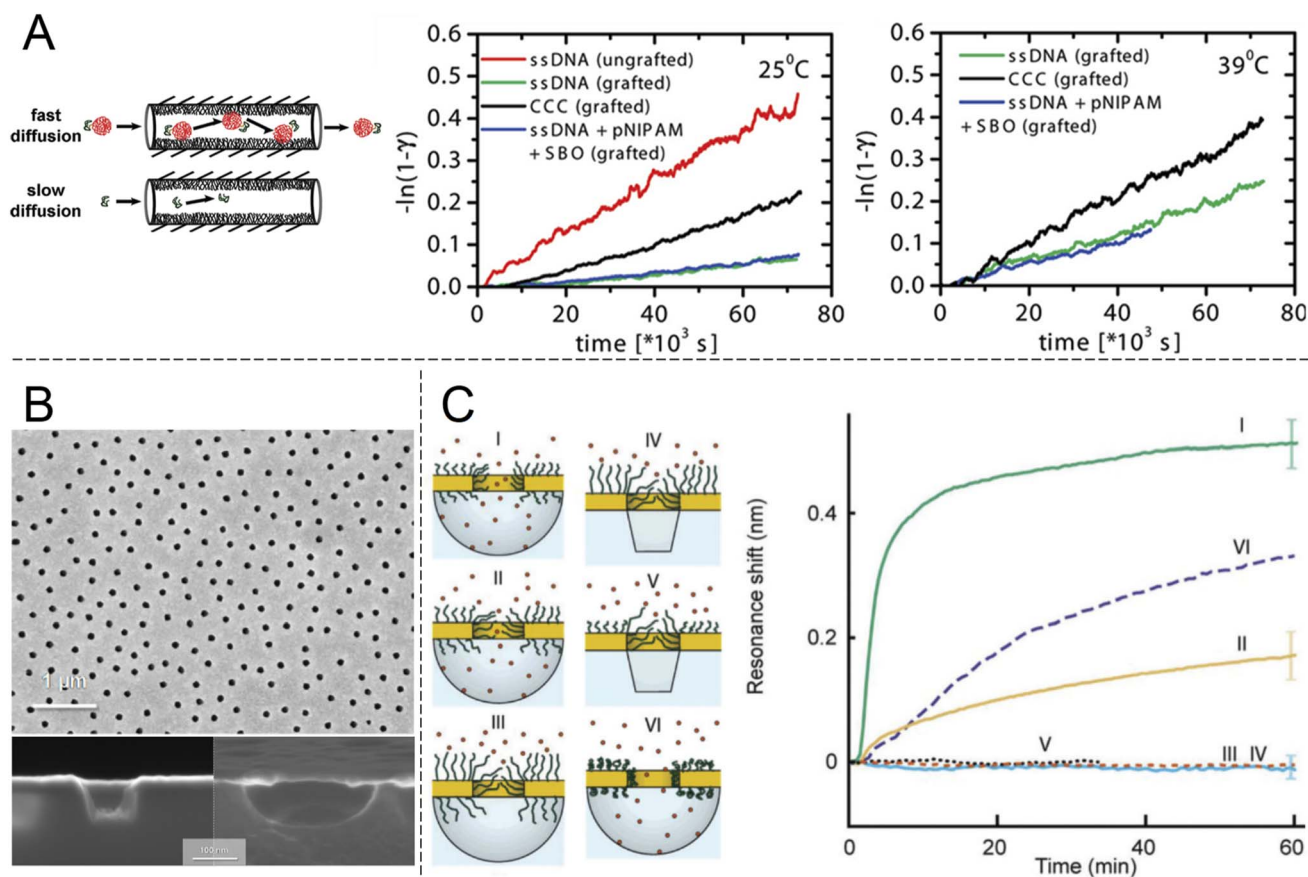 A
fast
diffusion
slow
diffusion
-ln(1-γ)
0.6
0.5
0.4
0.3
0.2
0.1
0.0
ssDNA (ungrafted)
ssDNA (grafted)
CCC (grafted)
ssDNA + pNIPAM
+ SBO (grafted)
25⁰C
0 20 40 60 80
time [*10³ s]
-ln(1-γ)
0.6
0.5
0.4
0.3
0.2
0.1
0.0
ssDNA (grafted)
CCC (grafted)
ssDNA + pNIPAM
+ SBO (grafted)
39⁰C
0 20 40 60 80
time [*10³ s]
B
1 µm
100 nm
C
I
IV
II
V
III
VI
Resonance shift (nm)
0.4
0.2
0
I
VI
II
V
III IV
0 20 40 60
Time (min)